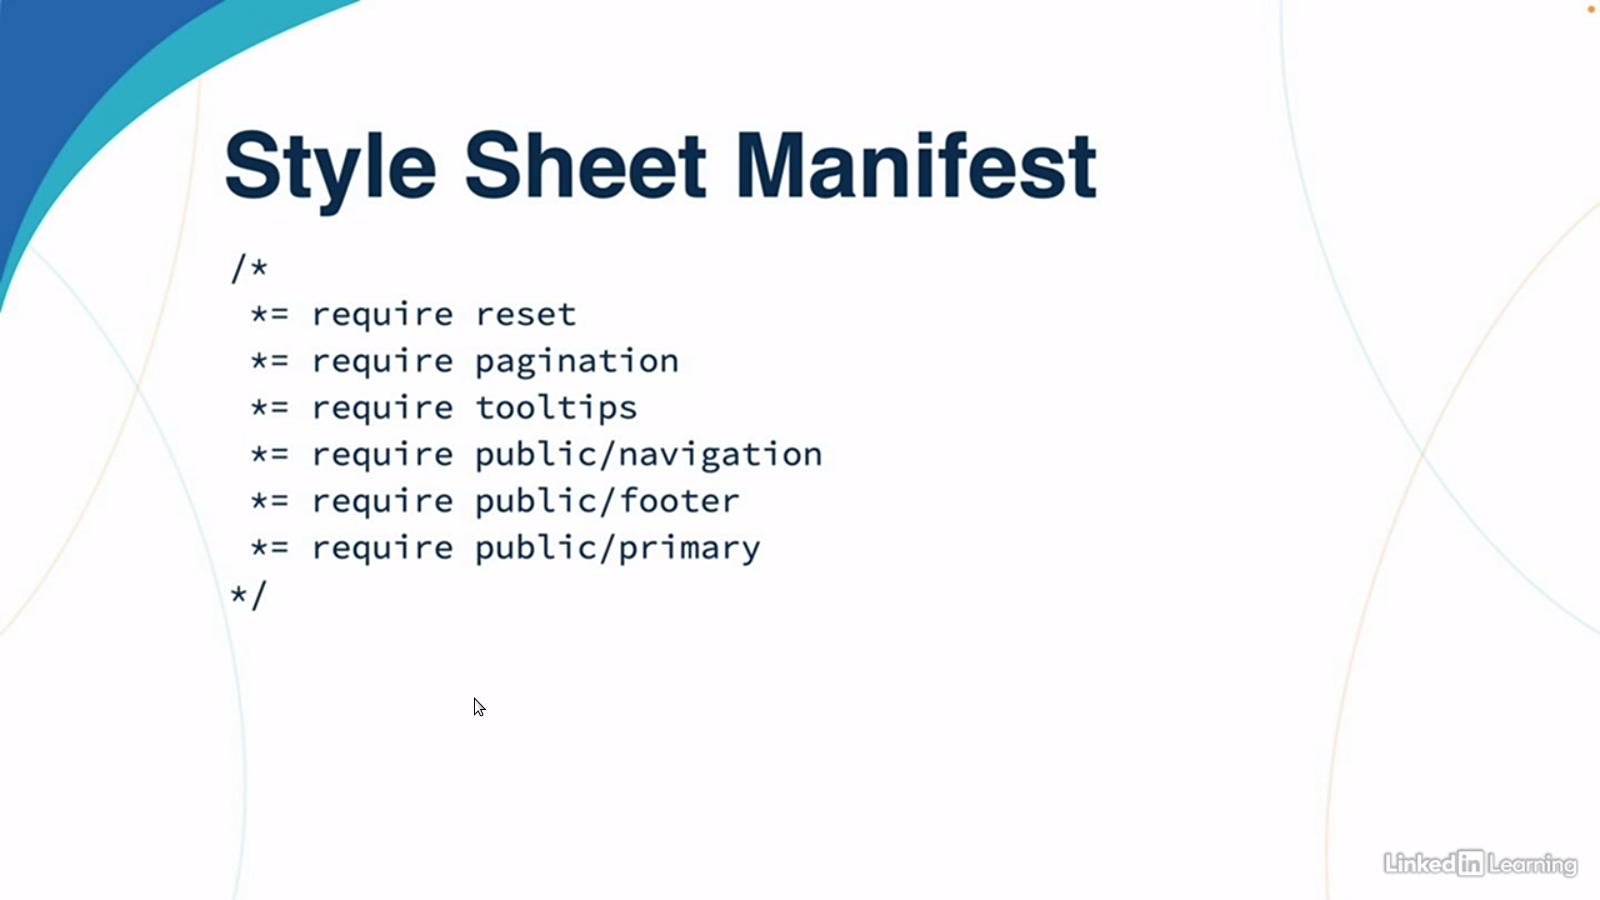 Style Sheet Manifest
/*
 *= require reset
 *= require pagination
 *= require tooltips
 *= require public/navigation
 *= require public/footer
 *= require public/primary
*/
Linked in Learning